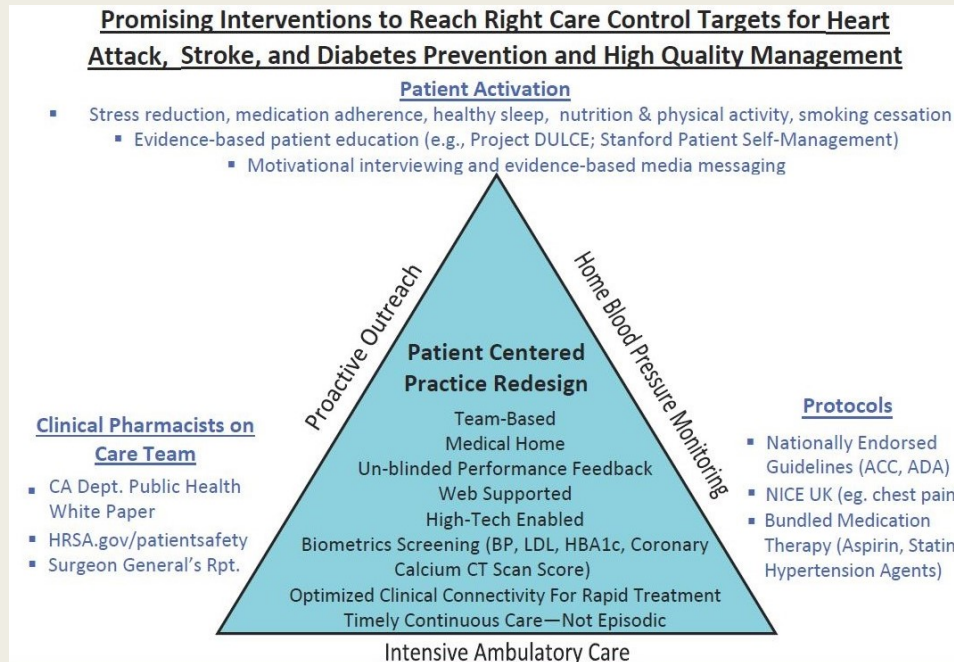 Promising Interventions to Reach Right Care Control Targets for Heart
Attack, Stroke, and Diabetes Prevention and High Quality Management
Patient Activation
▪ Stress reduction, medication adherence, healthy sleep, nutrition & physical activity, smoking cessation
▪ Evidence-based patient education (e.g., Project DULCE; Stanford Patient Self-Management)
▪ Motivational interviewing and evidence-based media messaging
Proactive Outreach
Home Blood Pressure Monitoring
Patient Centered
Practice Redesign
Team-Based
Medical Home
Un-blinded Performance Feedback
Web Supported
High-Tech Enabled
Biometrics Screening (BP, LDL, HBA1c, Coronary
Calcium CT Scan Score)
Optimized Clinical Connectivity For Rapid Treatment
Timely Continuous Care—Not Episodic
Intensive Ambulatory Care
Clinical Pharmacists on
Care Team
▪ CA Dept. Public Health
White Paper
▪ HRSA.gov/patientsafety
▪ Surgeon General's Rpt.
Protocols
▪ Nationally Endorsed
Guidelines (ACC, ADA)
▪ NICE UK (eg. chest pain
▪ Bundled Medication
Therapy (Aspirin, Statin
Hypertension Agents)